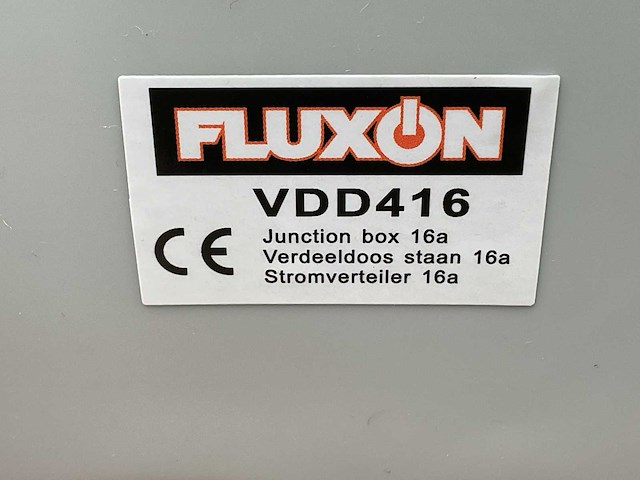 FLUXON
VDD416
CE
Junction box 16a
Verdeeldoos staan 16a
Stromverteiler 16a